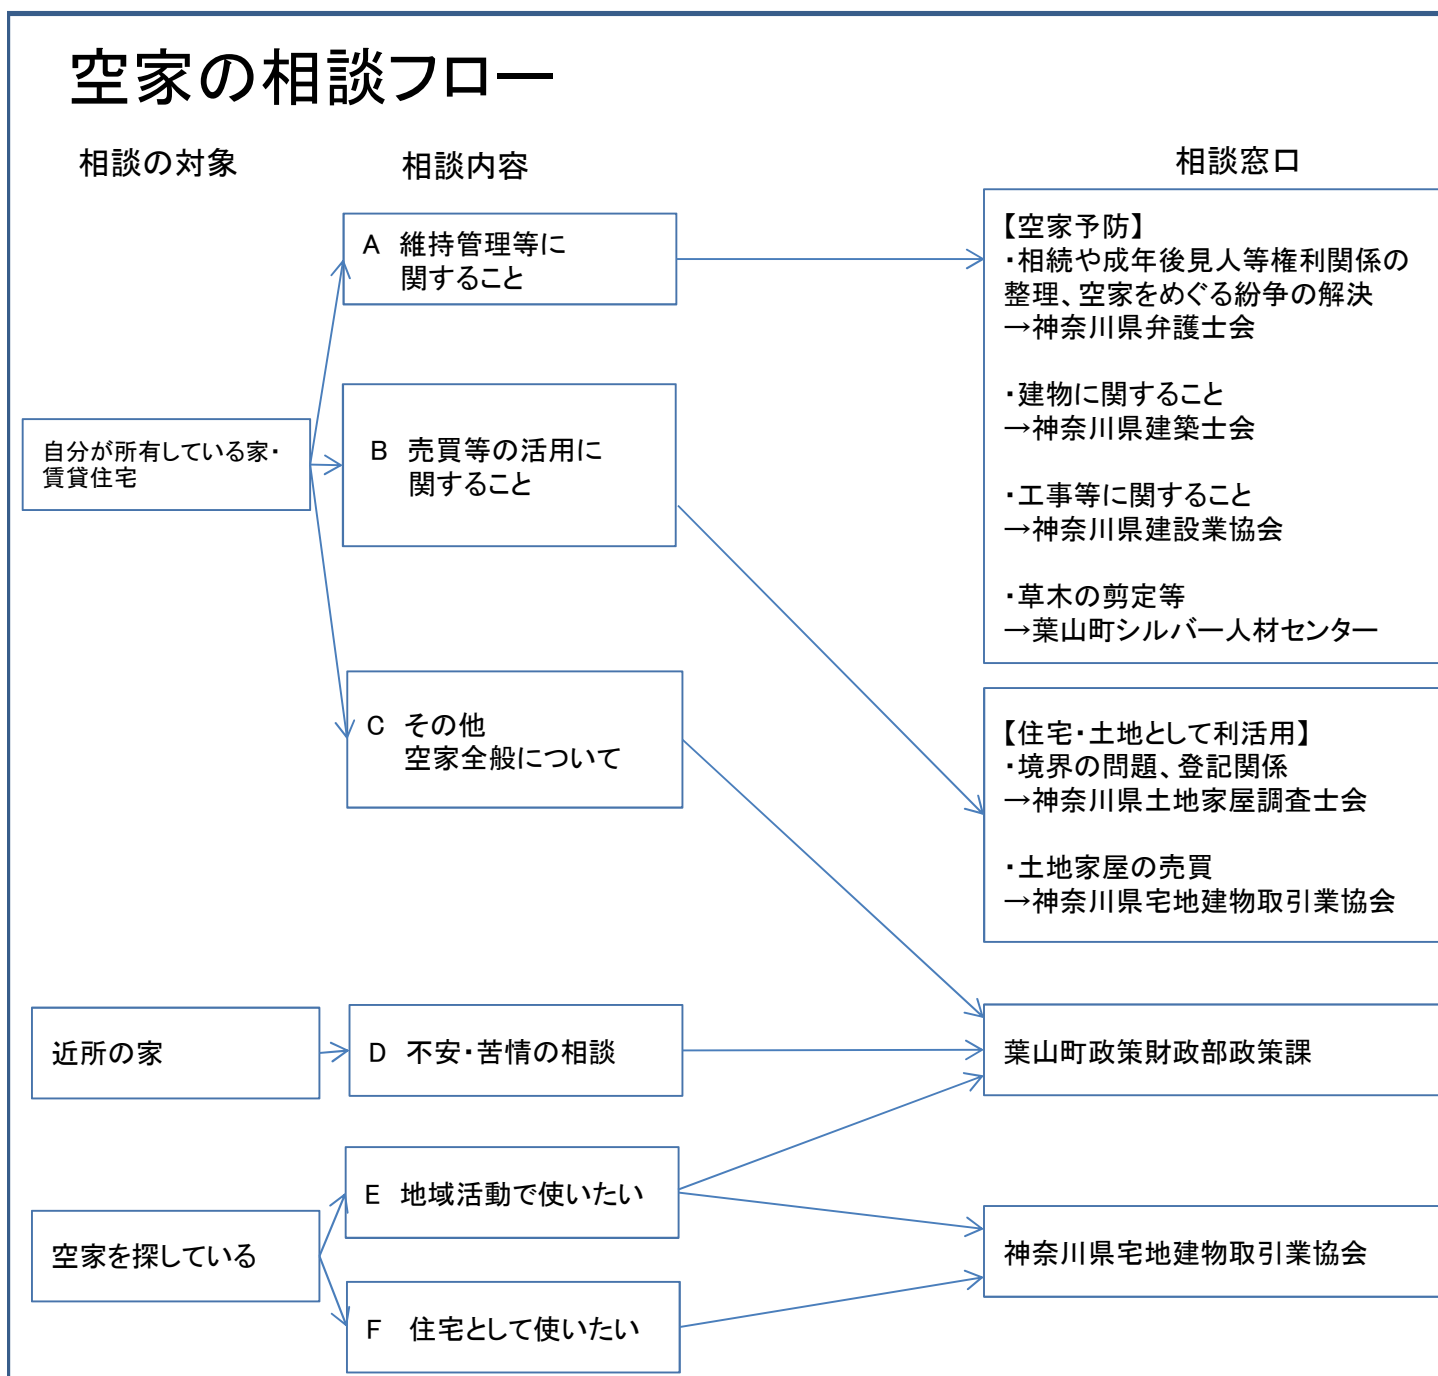 空家の相談フロー
相談の対象
相談内容
相談窓口
自分が所有している家・
賃貸住宅
A 維持管理等に
関すること
B 売買等の活用に
関すること
C その他
空家全般について
【空家予防】
・相続や成年後見人等権利関係の
整理、空家をめぐる紛争の解決
→神奈川県弁護士会
・建物に関すること
→神奈川県建築士会
・工事等に関すること
→神奈川県建設業協会
・草木の剪定等
→葉山町シルバー人材センター
【住宅・土地として利活用】
・境界の問題、登記関係
→神奈川県土地家屋調査士会
・土地家屋の売買
→神奈川県宅地建物取引業協会
近所の家
D 不安・苦情の相談
葉山町政策財政部政策課
空家を探している
E 地域活動で使いたい
F 住宅として使いたい
神奈川県宅地建物取引業協会